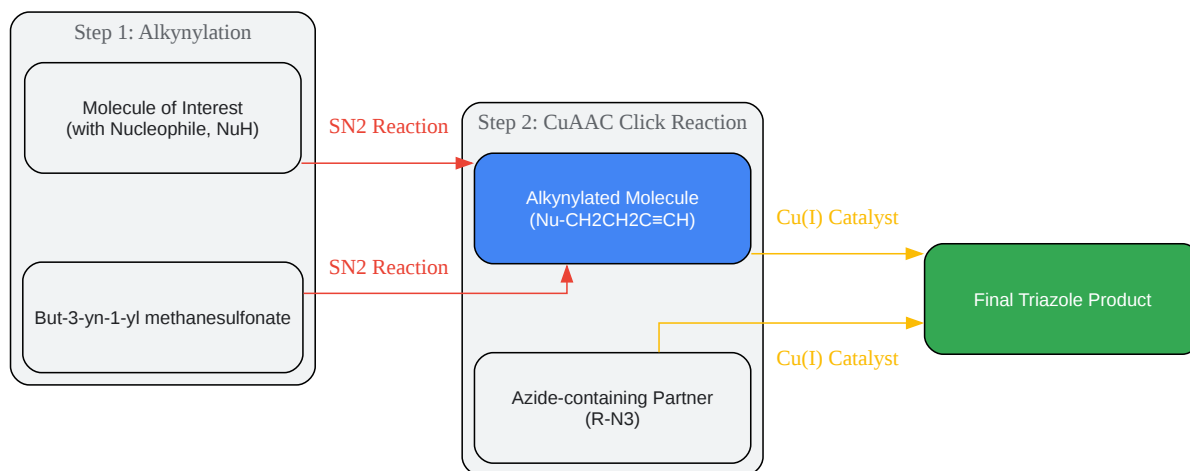 Step 1: Alkynylation
Molecule of Interest
(with Nucleophile, NuH)
SN2 Reaction
Step 2: CuAAC Click Reaction
Alkynylated Molecule
(Nu-CH2CH2C≡CH)
Cu(I) Catalyst
SN2 Reaction
But-3-yn-1-yl methanesulfonate
Final Triazole Product
Cu(I) Catalyst
Azide-containing Partner
(R-N3)